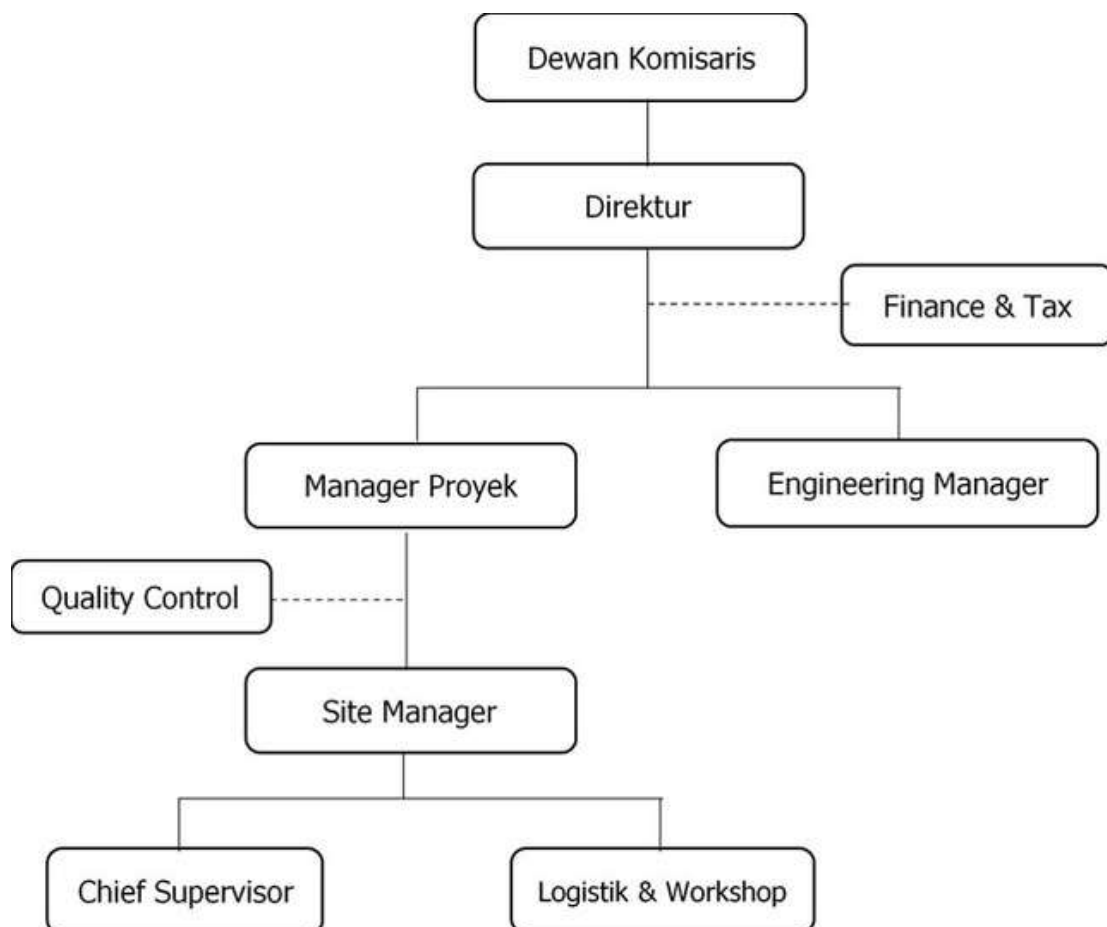 Dewan Komisaris
Direktur
Finance & Tax
Manager Proyek
Engineering Manager
Quality Control
Site Manager
Chief Supervisor
Logistik & Workshop